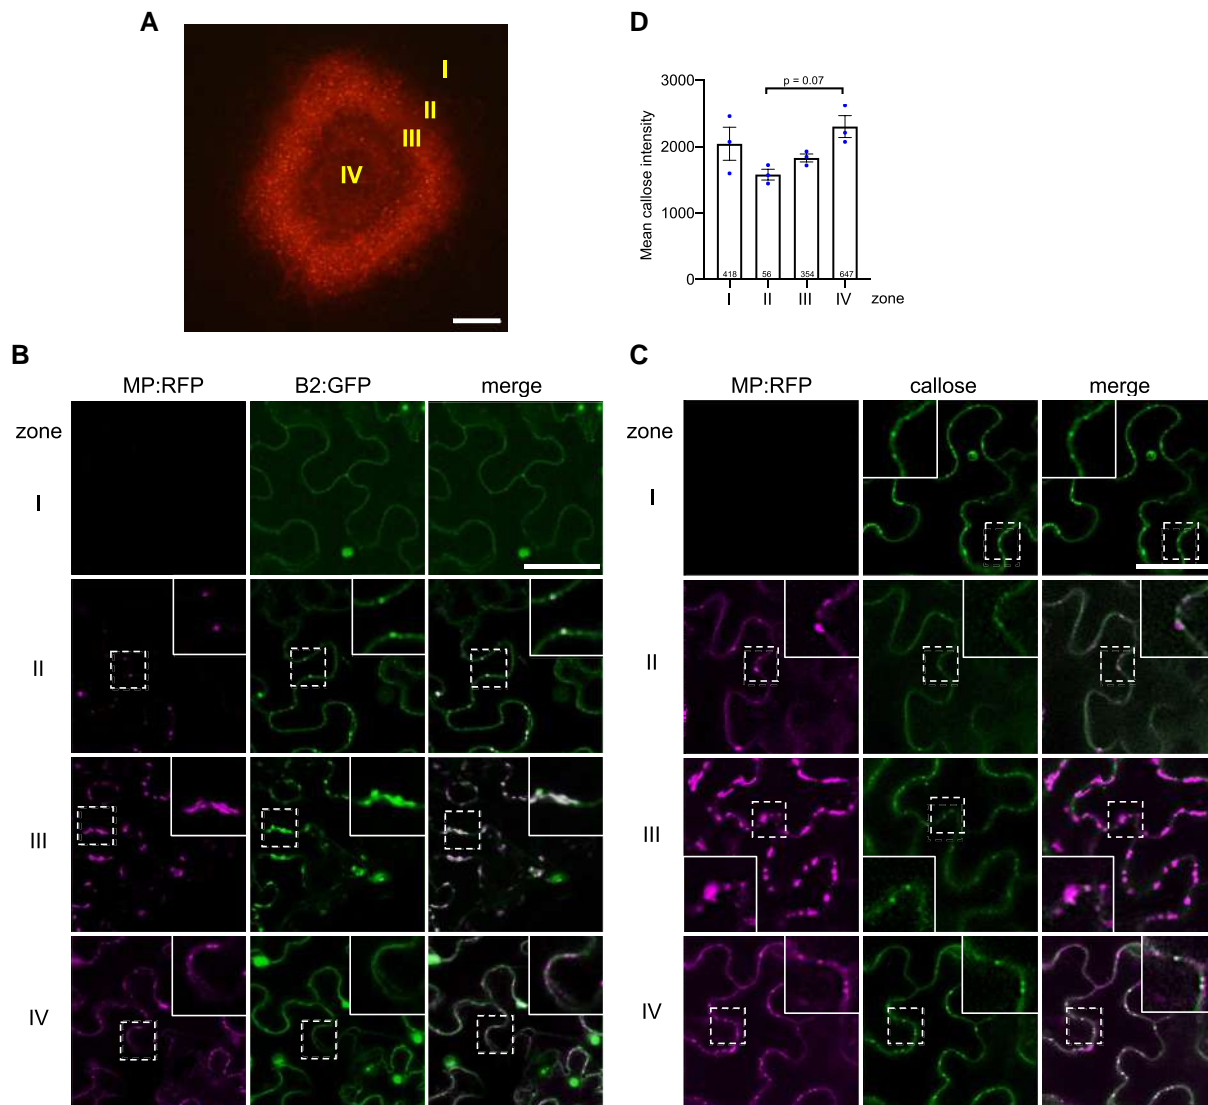 A
I
II
III
IV
D
Mean callose intensity
3000
2000
1000
0
p = 0.07
418 56 354 647
I II III IV zone
B
MP:RFP B2:GFP merge
zone
I
II
III
IV
C
MP:RFP callose merge
zone
I
II
III
IV